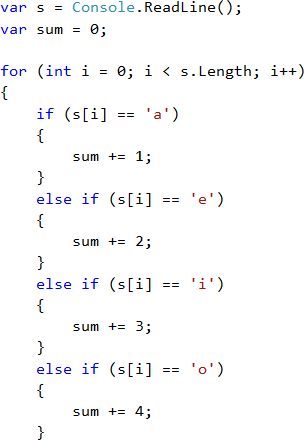 var s = Console.ReadLine();
var sum = 0;

for (int i = 0; i < s.Length; i++)
{
    if (s[i] == 'a')
    {
        sum += 1;
    }
    else if (s[i] == 'e')
    {
        sum += 2;
    }
    else if (s[i] == 'i')
    {
        sum += 3;
    }
    else if (s[i] == 'o')
    {
        sum += 4;
    }